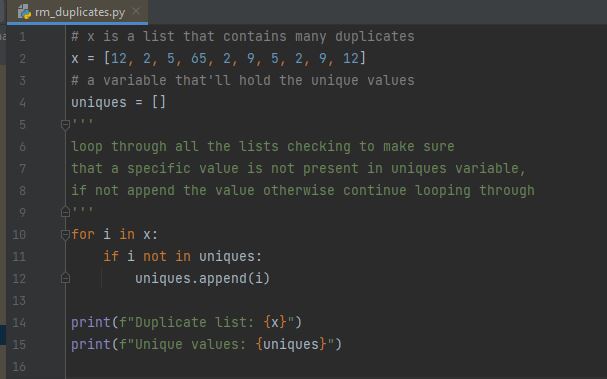 rm_duplicates.py
1 # x is a list that contains many duplicates
2 x = [12, 2, 5, 65, 2, 9, 5, 2, 9, 12]
3 # a variable that'll hold the unique values
4 uniques = []
5 '''
6 loop through all the lists checking to make sure
7 that a specific value is not present in uniques variable,
8 if not append the value otherwise continue looping through
9 '''
10 for i in x:
11     if i not in uniques:
12         uniques.append(i)
13
14 print(f"Duplicate list: {x}")
15 print(f"Unique values: {uniques}")
16